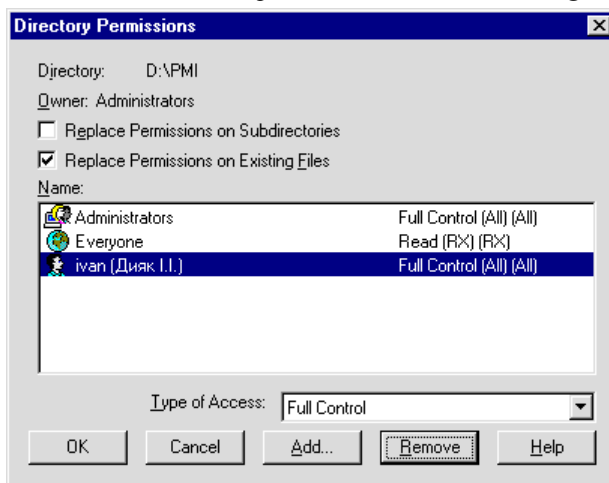 Directory Permissions
Directory: D:\PMI
Owner: Administrators
Replace Permissions on Subdirectories
Replace Permissions on Existing Files
Name:
Administrators Full Control (All) (All)
Everyone Read (RX) (RX)
ivan (Дияк І.І.) Full Control (All) (All)
Type of Access: Full Control
OK Cancel Add... Remove Help